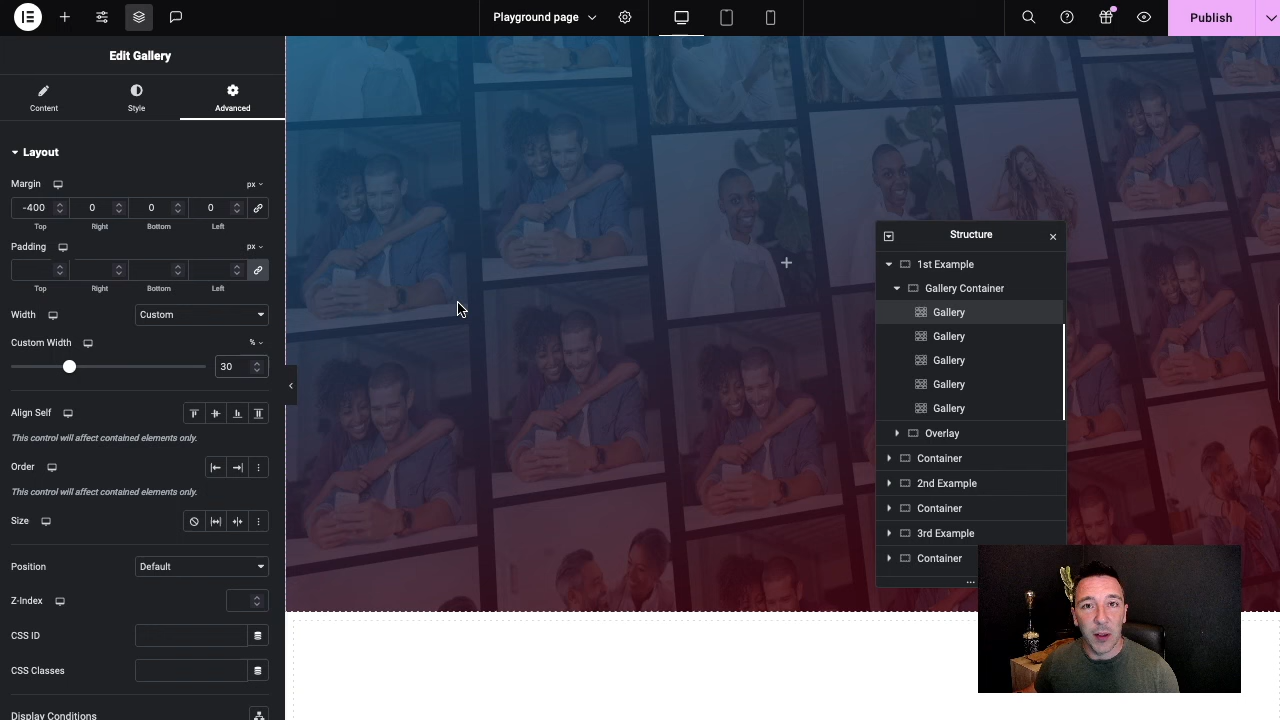 Playground page
Publish
Edit Gallery
Content
Style
Advanced
Layout
Margin
px
-400
0
0
0
Top
Right
Bottom
Left
Padding
px
Top
Right
Bottom
Left
Width
Custom
Custom Width
%
30
Align Self
This control will affect contained elements only.
Order
This control will affect contained elements only.
Size
Position
Default
Z-Index
CSS ID
CSS Classes
Display Conditions
Structure
1st Example
Gallery Container
Gallery
Gallery
Gallery
Gallery
Gallery
Overlay
Container
2nd Example
Container
3rd Example
Container